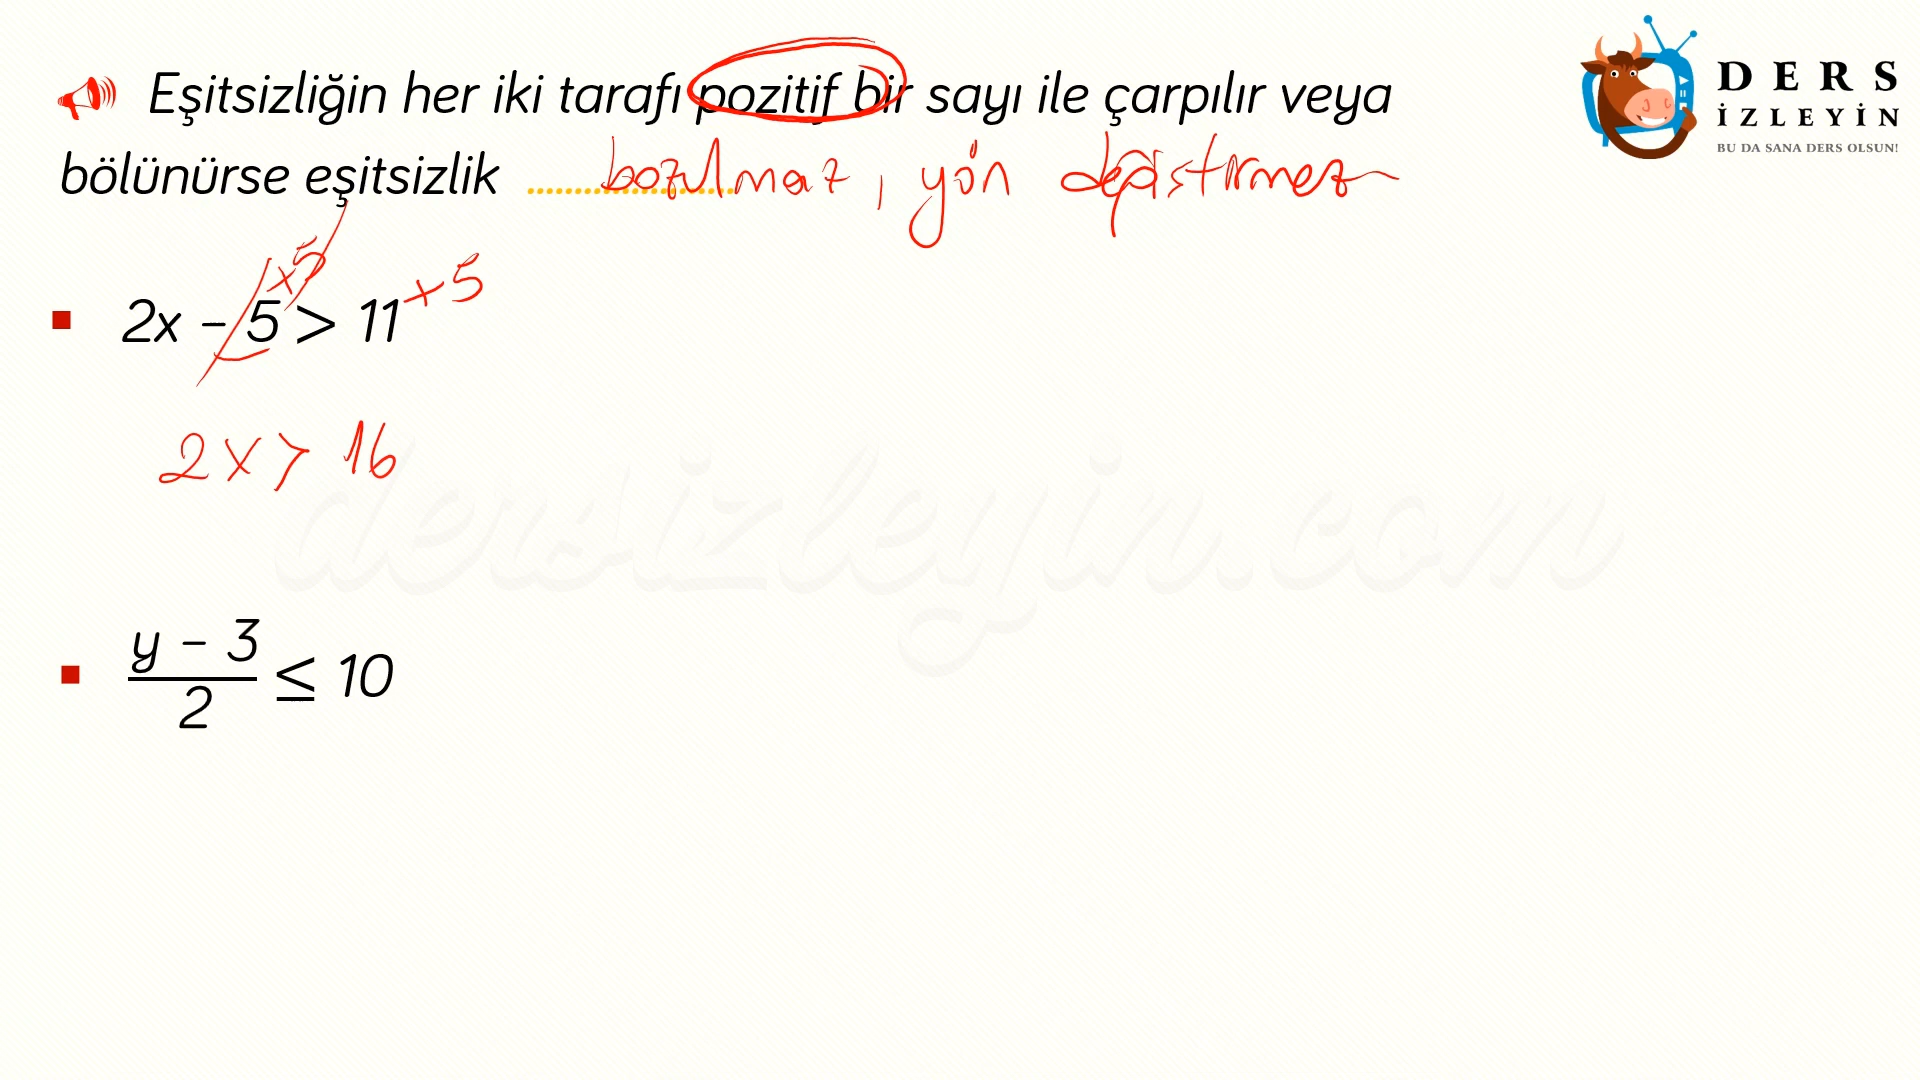 Eşitsizliğin her iki tarafı pozitif bir sayı ile çarpılır veya
bölünürse eşitsizlik ............... bozulmaz, yön değiştirmez
DERS
İZLEYİN
BU DA SANA DERS OLSUN!
2x - 5 +5 > 11 +5
2x > 16
dersizleyin.com
y - 3
2
≤ 10